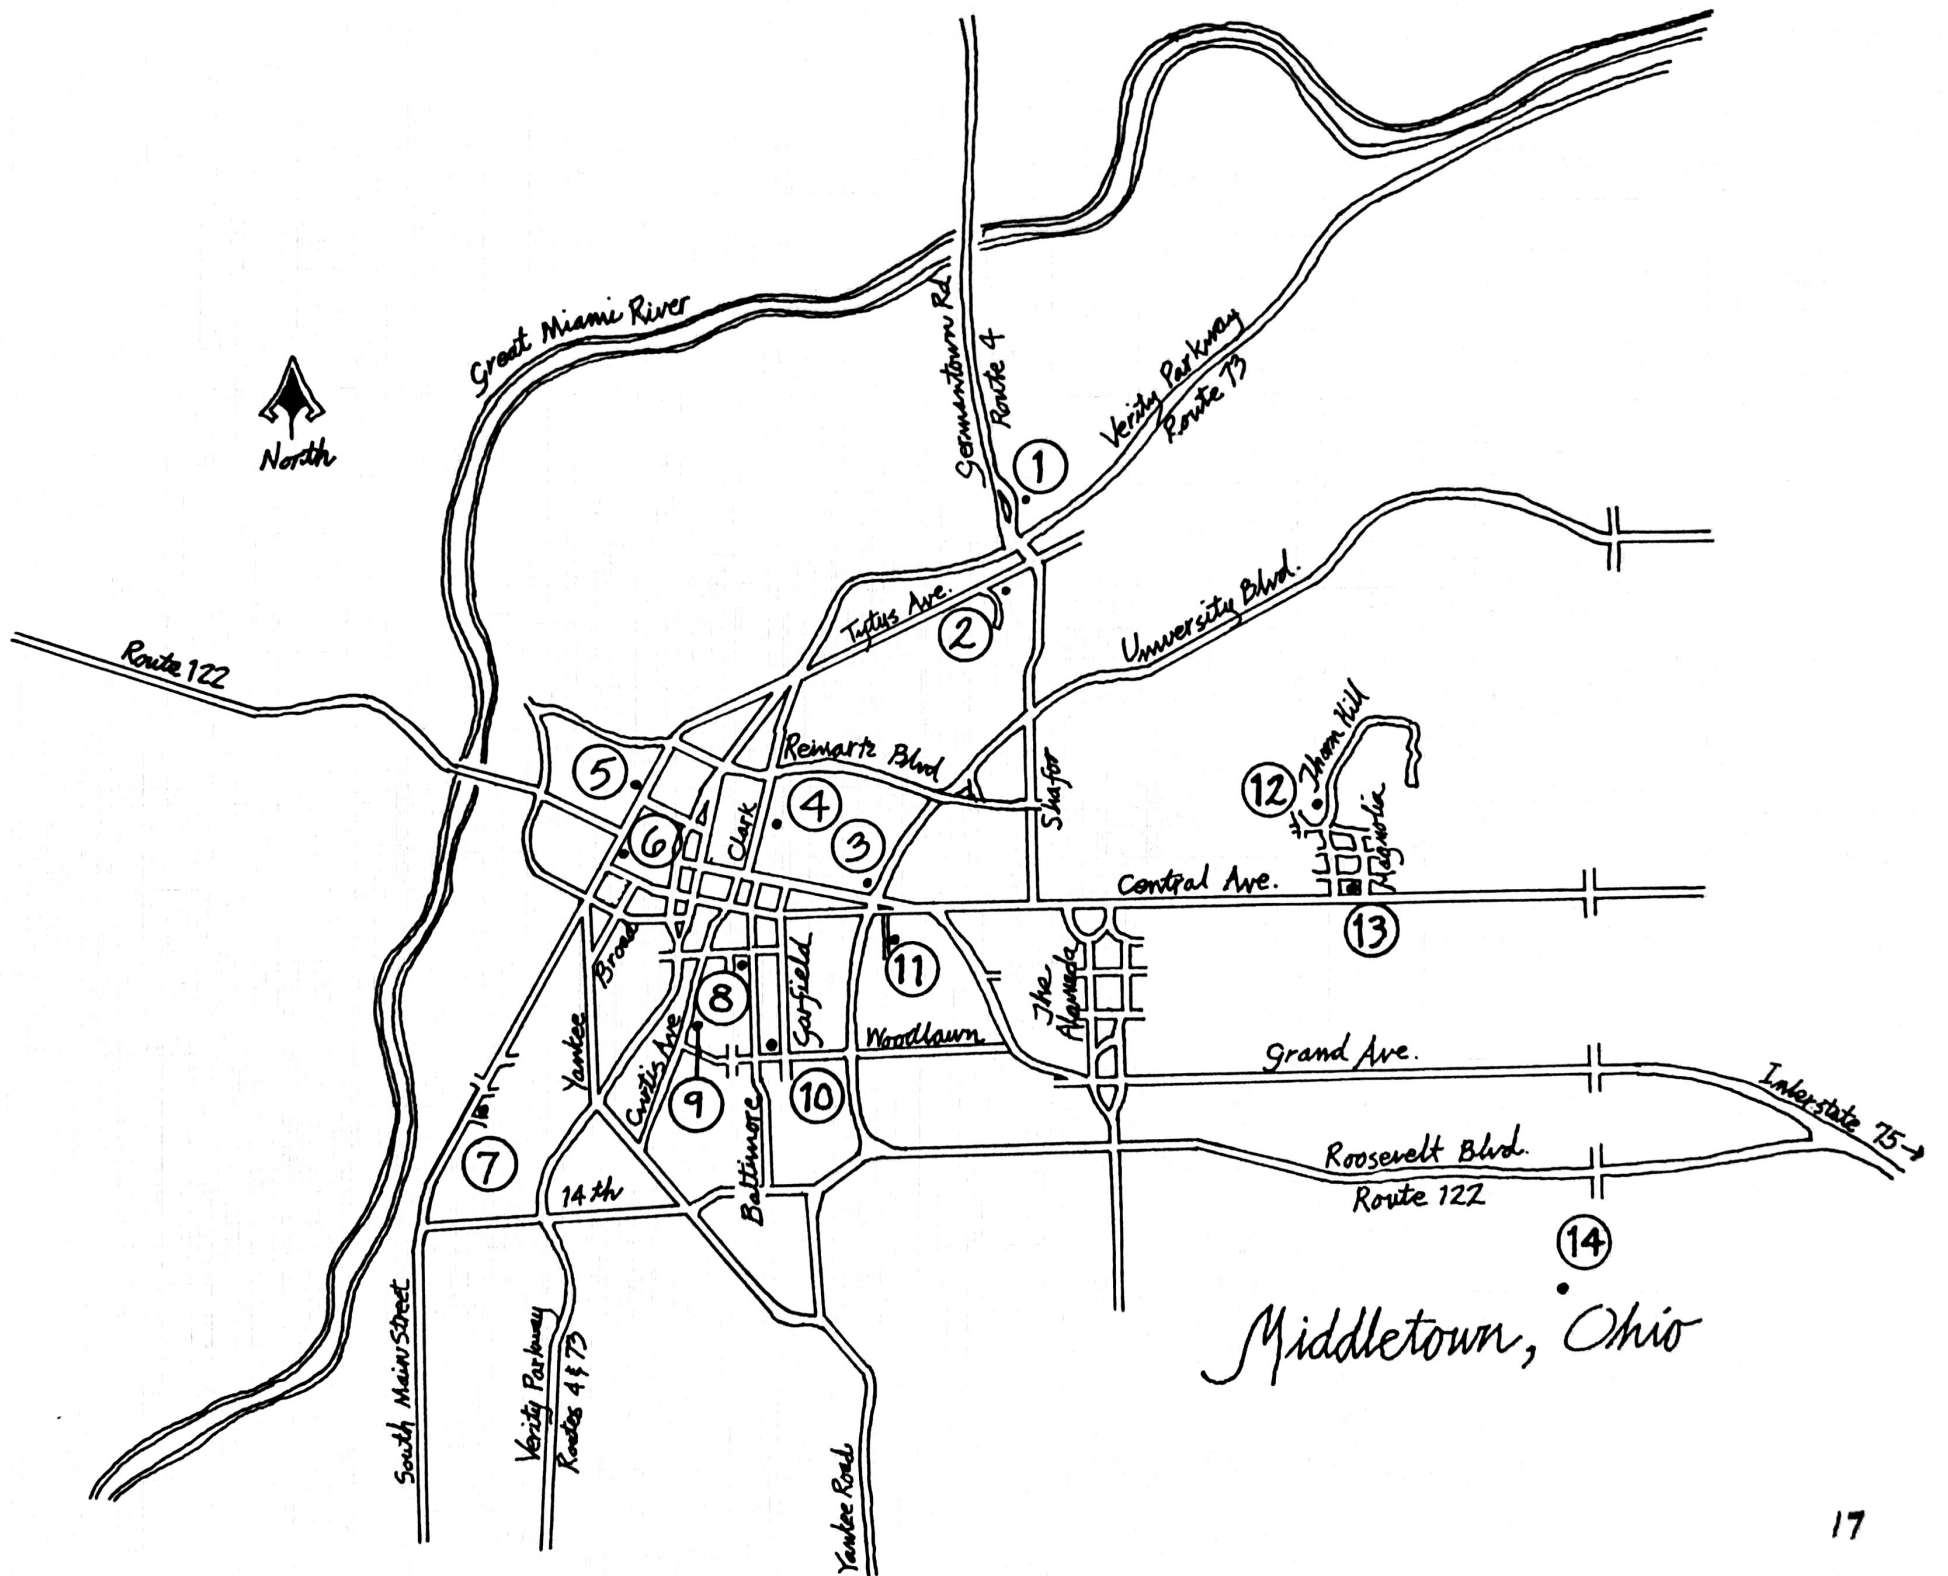 Great Miami River
North
Germantown Rd
Route 4
Verity Parkway
Route 73
1
Tytus Ave.
2
University Blvd.
Route 122
5
Reinartz Blvd
4
Clark
3
6
Shafor
12
Thorn Hill
Magnolia
Central Ave.
13
Broad
8
Garfield
11
The
Alameda
Yankee
Curtis Ave
Woodlawn
Grand Ave.
9
10
Baltimore
Interstate 75
7
14th
Roosevelt Blvd.
Route 122
14
Middletown, Ohio
South Main Street
Verity Parkway
Routes 4 & 73
Yankee Road
17